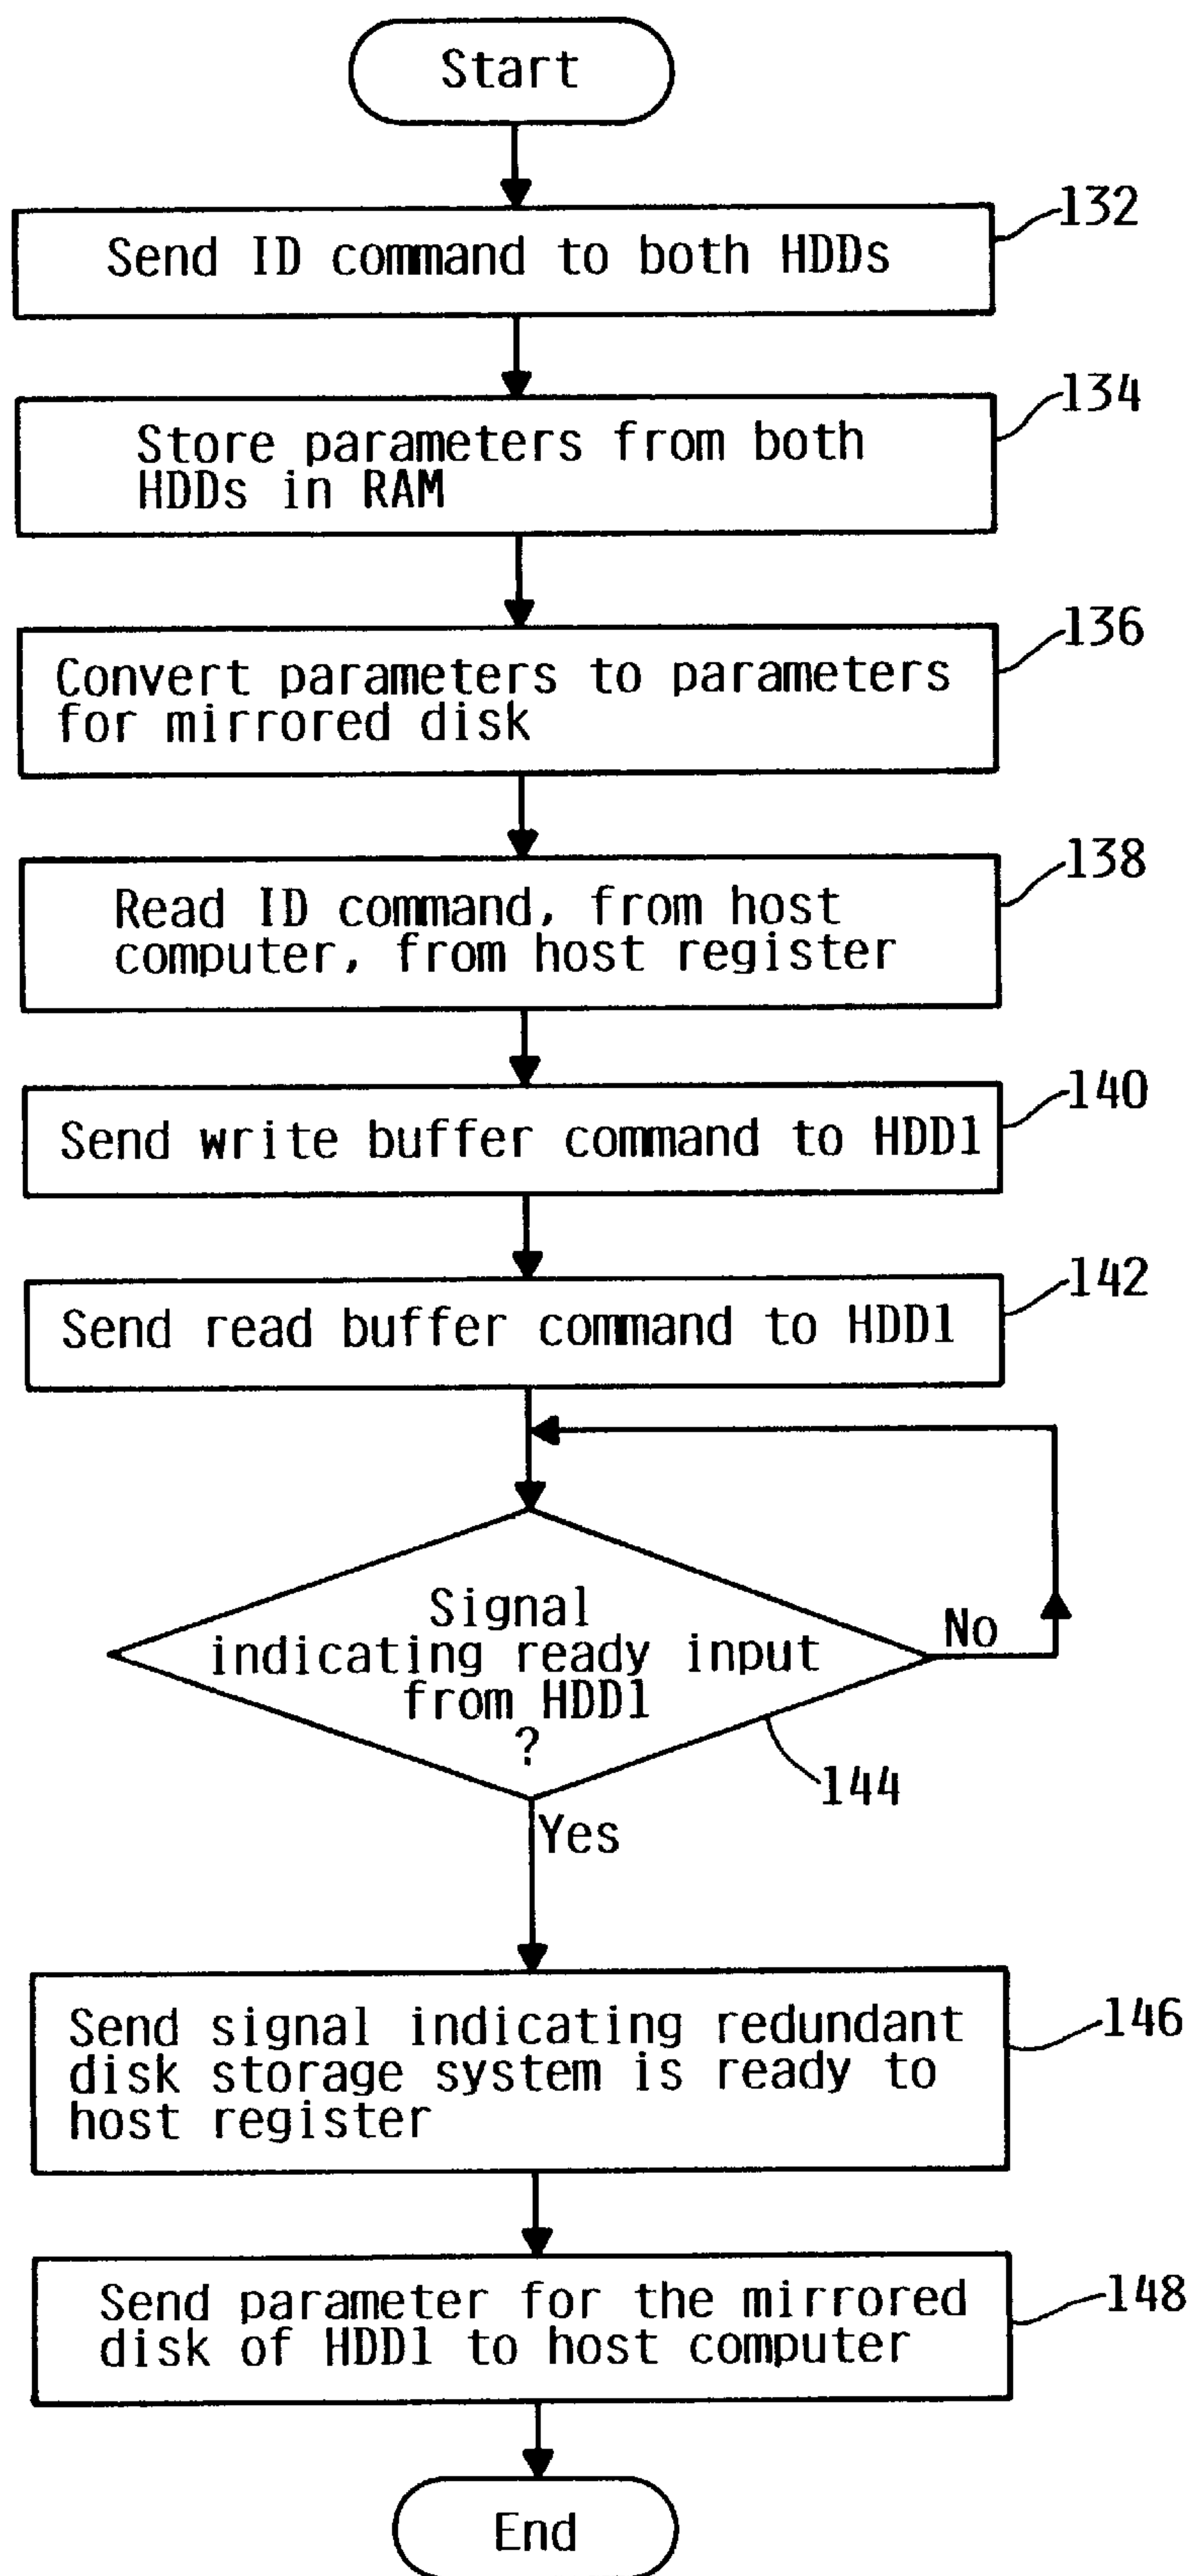 Start
132
Send ID command to both HDDs
134
Store parameters from both
HDDs in RAM
136
Convert parameters to parameters
for mirrored disk
138
Read ID command, from host
computer, from host register
140
Send write buffer command to HDD1
142
Send read buffer command to HDD1
Signal
indicating ready input
from HDD1
?
No
144
Yes
146
Send signal indicating redundant
disk storage system is ready to
host register
148
Send parameter for the mirrored
disk of HDD1 to host computer
End